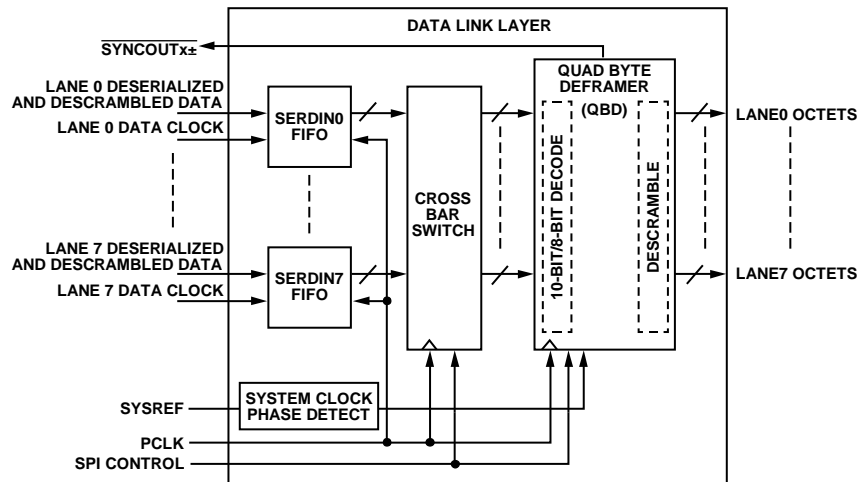 DATA LINK LAYER
SYNCOUTx±
LANE 0 DESERIALIZED
AND DESCRAMBLED DATA
LANE 0 DATA CLOCK
SERDIN0
FIFO
CROSS
BAR
SWITCH
QUAD BYTE
DEFRAMER
(QBD)
10-BIT/8-BIT DECODE
DESCRAMBLE
LANE0 OCTETS
LANE 7 DESERIALIZED
AND DESCRAMBLED DATA
LANE 7 DATA CLOCK
SERDIN7
FIFO
LANE7 OCTETS
SYSREF
SYSTEM CLOCK
PHASE DETECT
PCLK
SPI CONTROL